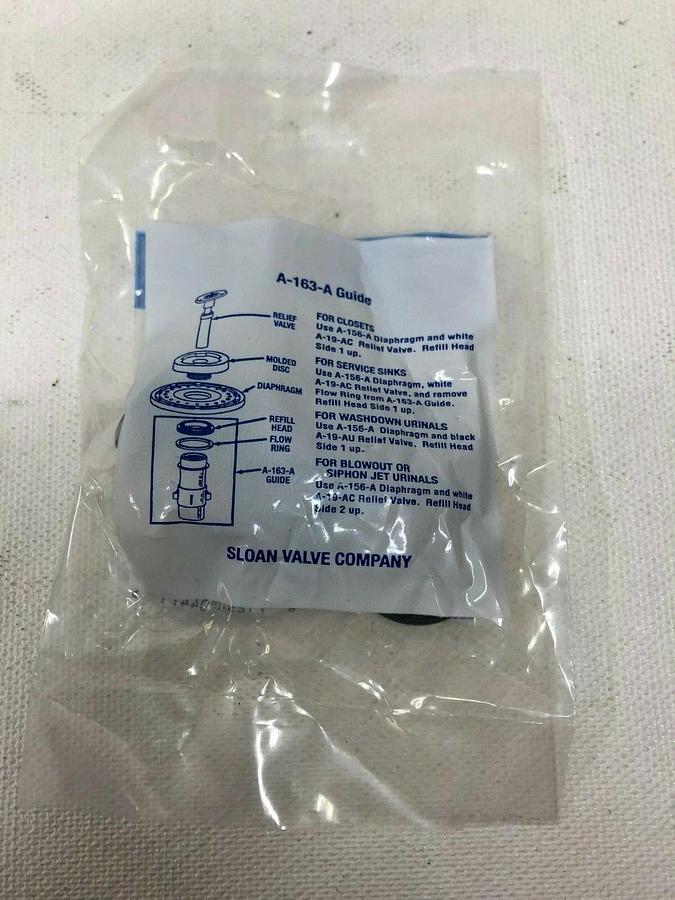 A-163-A Guide
RELIEF
VALVE
MOLDED
DISC
DIAPHRAGM
REFILL
HEAD
FLOW
RING
A-163-A
GUIDE
FOR CLOSETS
Use A-156-A Diaphragm and white
A-19-AC Relief Valve. Refill Head
Side 1 up.
FOR SERVICE SINKS
Use A-156-A Diaphragm, white
A-19-AC Relief Valve, and remove
Flow Ring from A-163-A Guide.
Refill Head Side 1 up.
FOR WASHDOWN URINALS
Use A-156-A Diaphragm and black
A-19-AU Relief Valve. Refill Head
Side 1 up.
FOR BLOWOUT OR
SIPHON JET URINALS
Use A-156-A Diaphragm and white
A-19-AC Relief Valve. Refill Head
Side 2 up.
SLOAN VALVE COMPANY